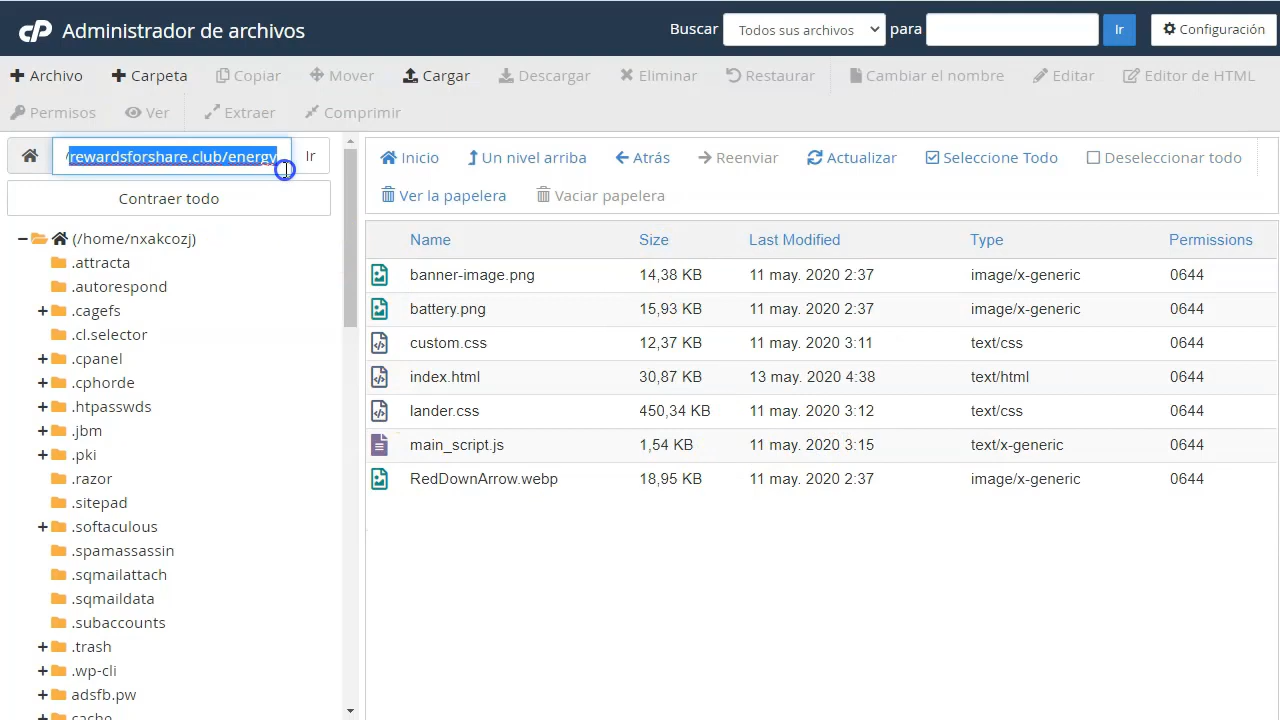 cP Administrador de archivos Buscar Todos sus archivos para Ir Configuración
Archivo Carpeta Copiar Mover Cargar Descargar Eliminar Restaurar Cambiar el nombre Editar Editor de HTML
Permisos Ver Extraer Comprimir
/rewardsforshare.club/energy Ir
Contraer todo
(/home/nxakcozj)
.attracta
.autorespond
.cagefs
.cl.selector
.cpanel
.cphorde
.htpasswds
.jbm
.pki
.razor
.sitepad
.softaculous
.spamassassin
.sqmailattach
.sqmaildata
.subaccounts
.trash
.wp-cli
adsfb.pw
cache
Inicio Un nivel arriba Atrás Reenviar Actualizar Seleccione Todo Deseleccionar todo
Ver la papelera Vaciar papelera
Name Size Last Modified Type Permissions
banner-image.png 14,38 KB 11 may. 2020 2:37 image/x-generic 0644
battery.png 15,93 KB 11 may. 2020 2:37 image/x-generic 0644
custom.css 12,37 KB 11 may. 2020 3:11 text/css 0644
index.html 30,87 KB 13 may. 2020 4:38 text/html 0644
lander.css 450,34 KB 11 may. 2020 3:12 text/css 0644
main_script.js 1,54 KB 11 may. 2020 3:15 text/x-generic 0644
RedDownArrow.webp 18,95 KB 11 may. 2020 2:37 image/x-generic 0644